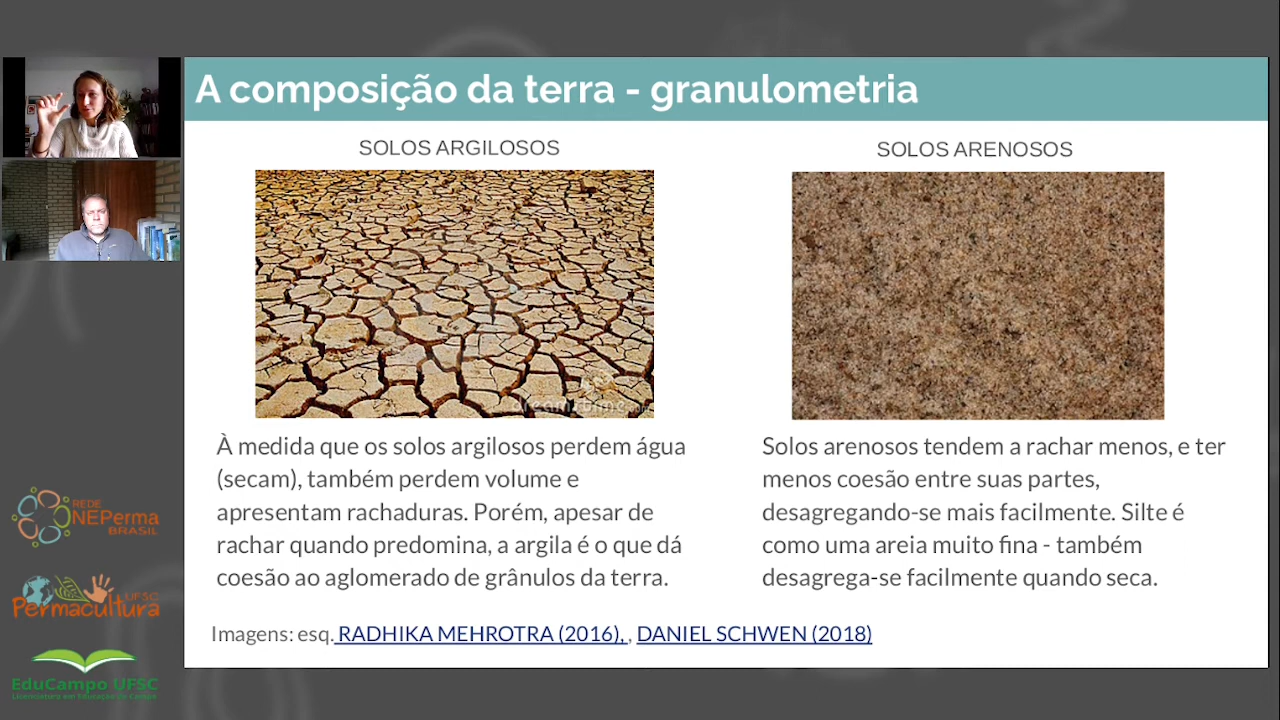 A composição da terra - granulometria
SOLOS ARGILOSOS
dreamstime
À medida que os solos argilosos perdem água
(secam), também perdem volume e
apresentam rachaduras. Porém, apesar de
rachar quando predomina, a argila é o que dá
coesão ao aglomerado de grânulos da terra.
SOLOS ARENOSOS
Solos arenosos tendem a rachar menos, e ter
menos coesão entre suas partes,
desagregando-se mais facilmente. Silte é
como uma areia muito fina - também
desagrega-se facilmente quando seca.
Imagens: esq. RADHIKA MEHROTRA (2016), , DANIEL SCHWEN (2018)
REDE
NEPerma
BRASIL
UFSC
Permacultura
EduCampo UFSC
Licenciatura em Educação do Campo